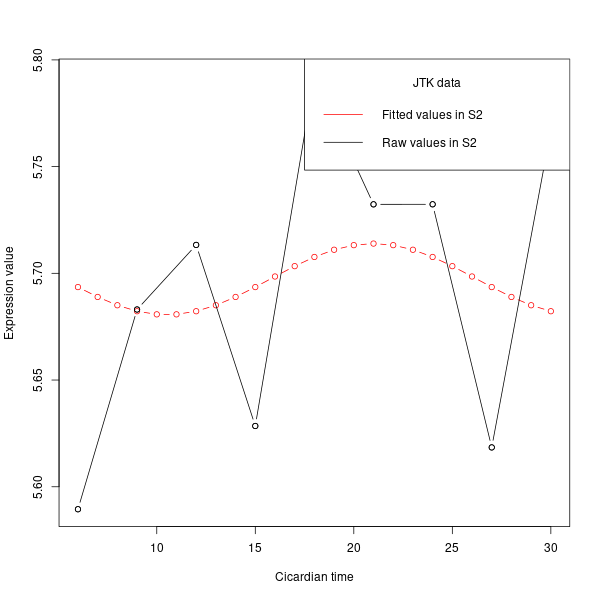 JTK data
Fitted values in S2
Raw values in S2
5.80
5.75
5.70
5.65
5.60
Expression value
10 15 20 25 30
Cicardian time